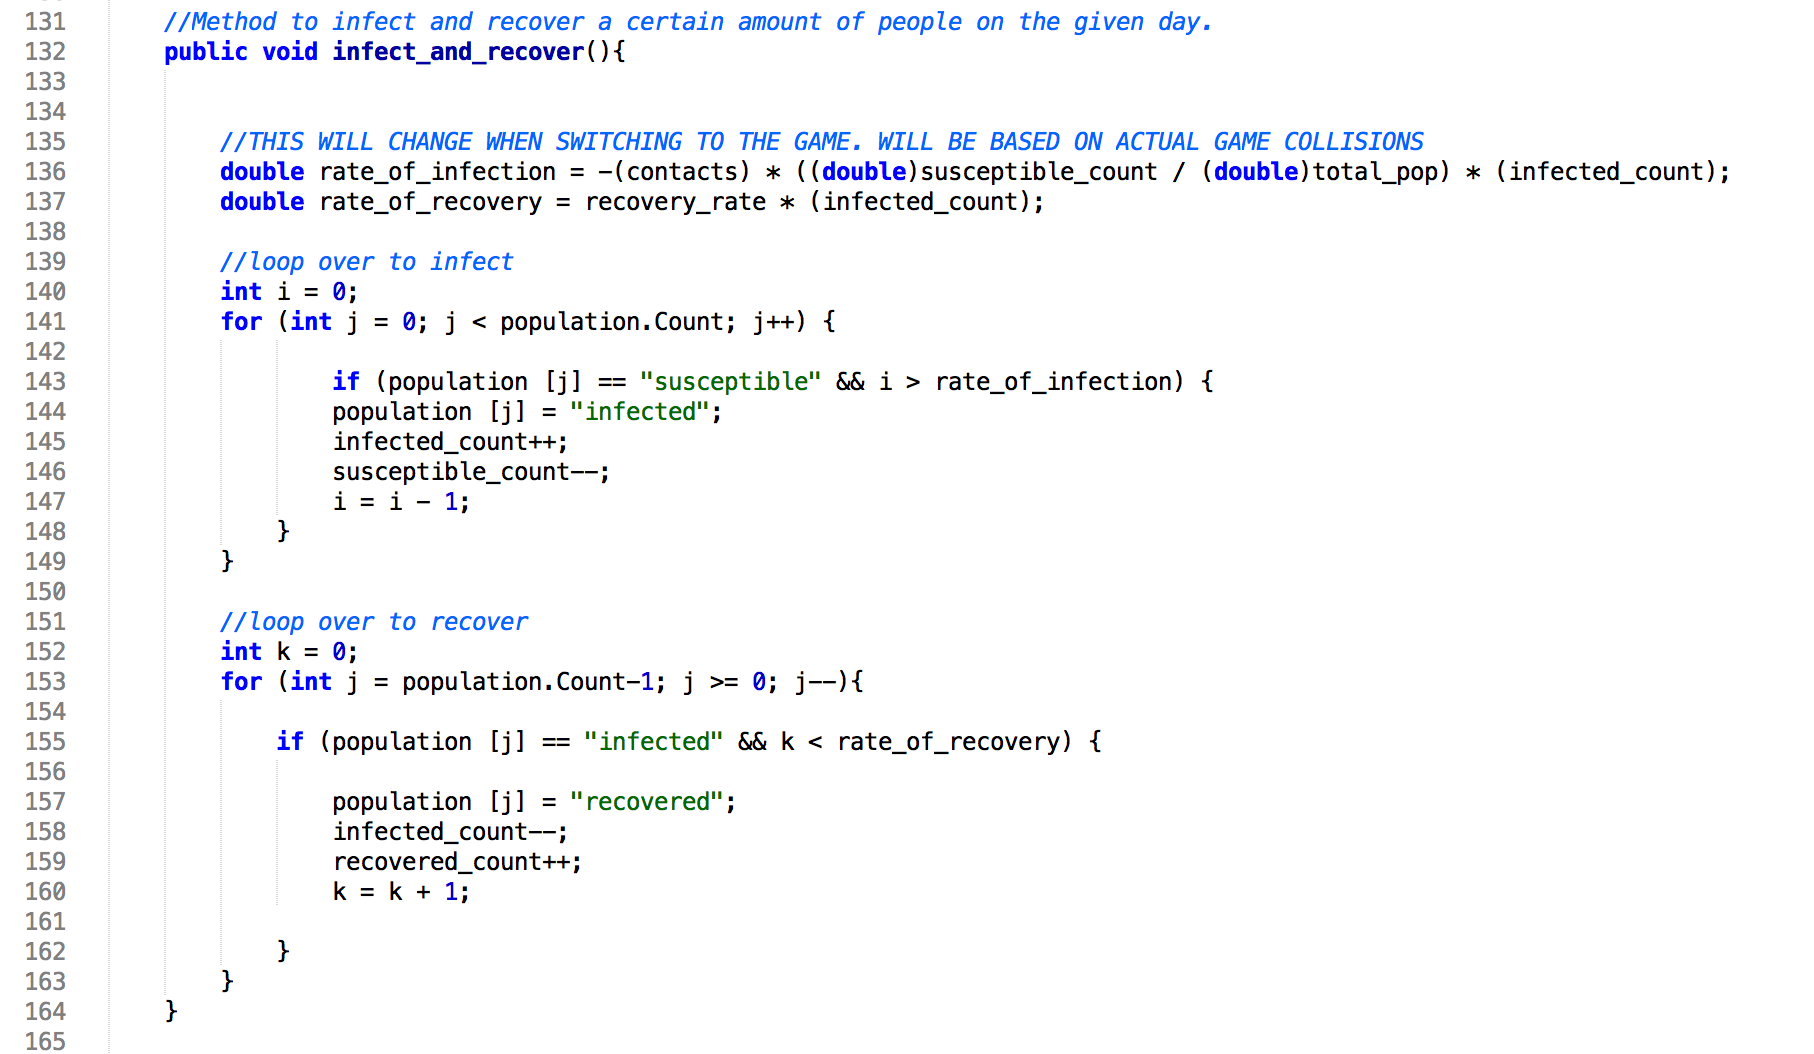 131 //Method to infect and recover a certain amount of people on the given day.
132 public void infect_and_recover(){
133
134
135 //THIS WILL CHANGE WHEN SWITCHING TO THE GAME. WILL BE BASED ON ACTUAL GAME COLLISIONS
136 double rate_of_infection = -(contacts) * ((double)susceptible_count / (double)total_pop) * (infected_count);
137 double rate_of_recovery = recovery_rate * (infected_count);
138
139 //loop over to infect
140 int i = 0;
141 for (int j = 0; j < population.Count; j++) {
142
143 if (population [j] == "susceptible" && i > rate_of_infection) {
144 population [j] = "infected";
145 infected_count++;
146 susceptible_count--;
147 i = i - 1;
148 }
149 }
150
151 //loop over to recover
152 int k = 0;
153 for (int j = population.Count-1; j >= 0; j--){
154
155 if (population [j] == "infected" && k < rate_of_recovery) {
156
157 population [j] = "recovered";
158 infected_count--;
159 recovered_count++;
160 k = k + 1;
161
162 }
163 }
164 }
165